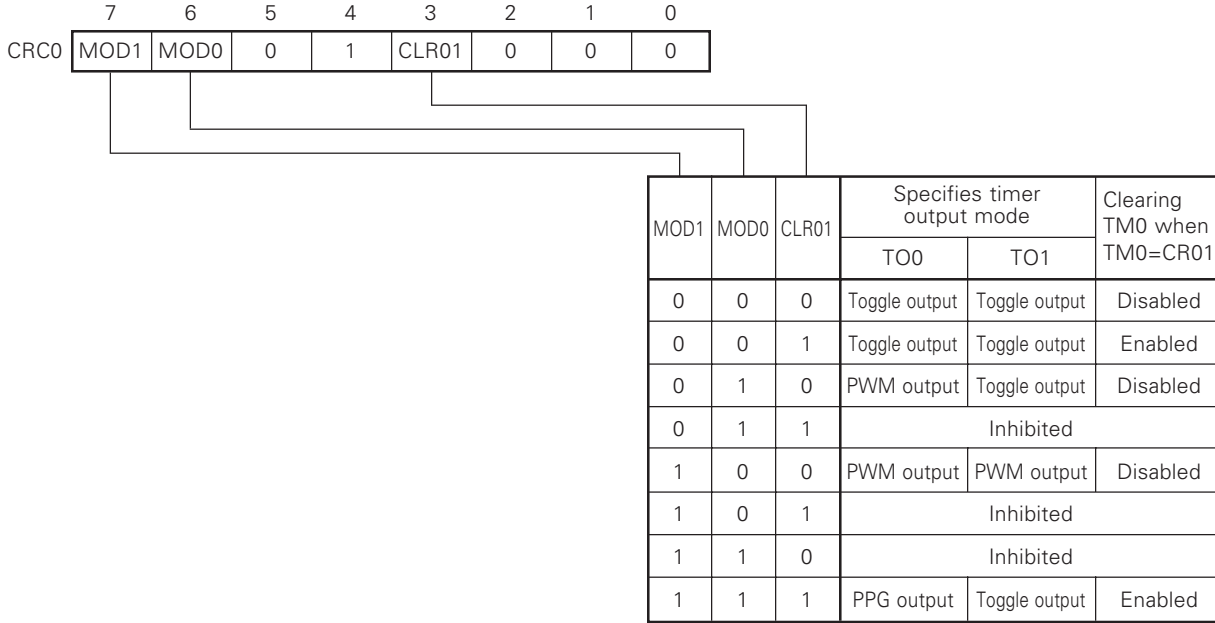 7 6 5 4 3 2 1 0
CRC0 MOD1 MOD0 0 1 CLR01 0 0 0
MOD1 MOD0 CLR01 Specifies timer output mode Clearing TM0 when TM0=CR01
TO0 TO1
0 0 0 Toggle output Toggle output Disabled
0 0 1 Toggle output Toggle output Enabled
0 1 0 PWM output Toggle output Disabled
0 1 1 Inhibited
1 0 0 PWM output PWM output Disabled
1 0 1 Inhibited
1 1 0 Inhibited
1 1 1 PPG output Toggle output Enabled